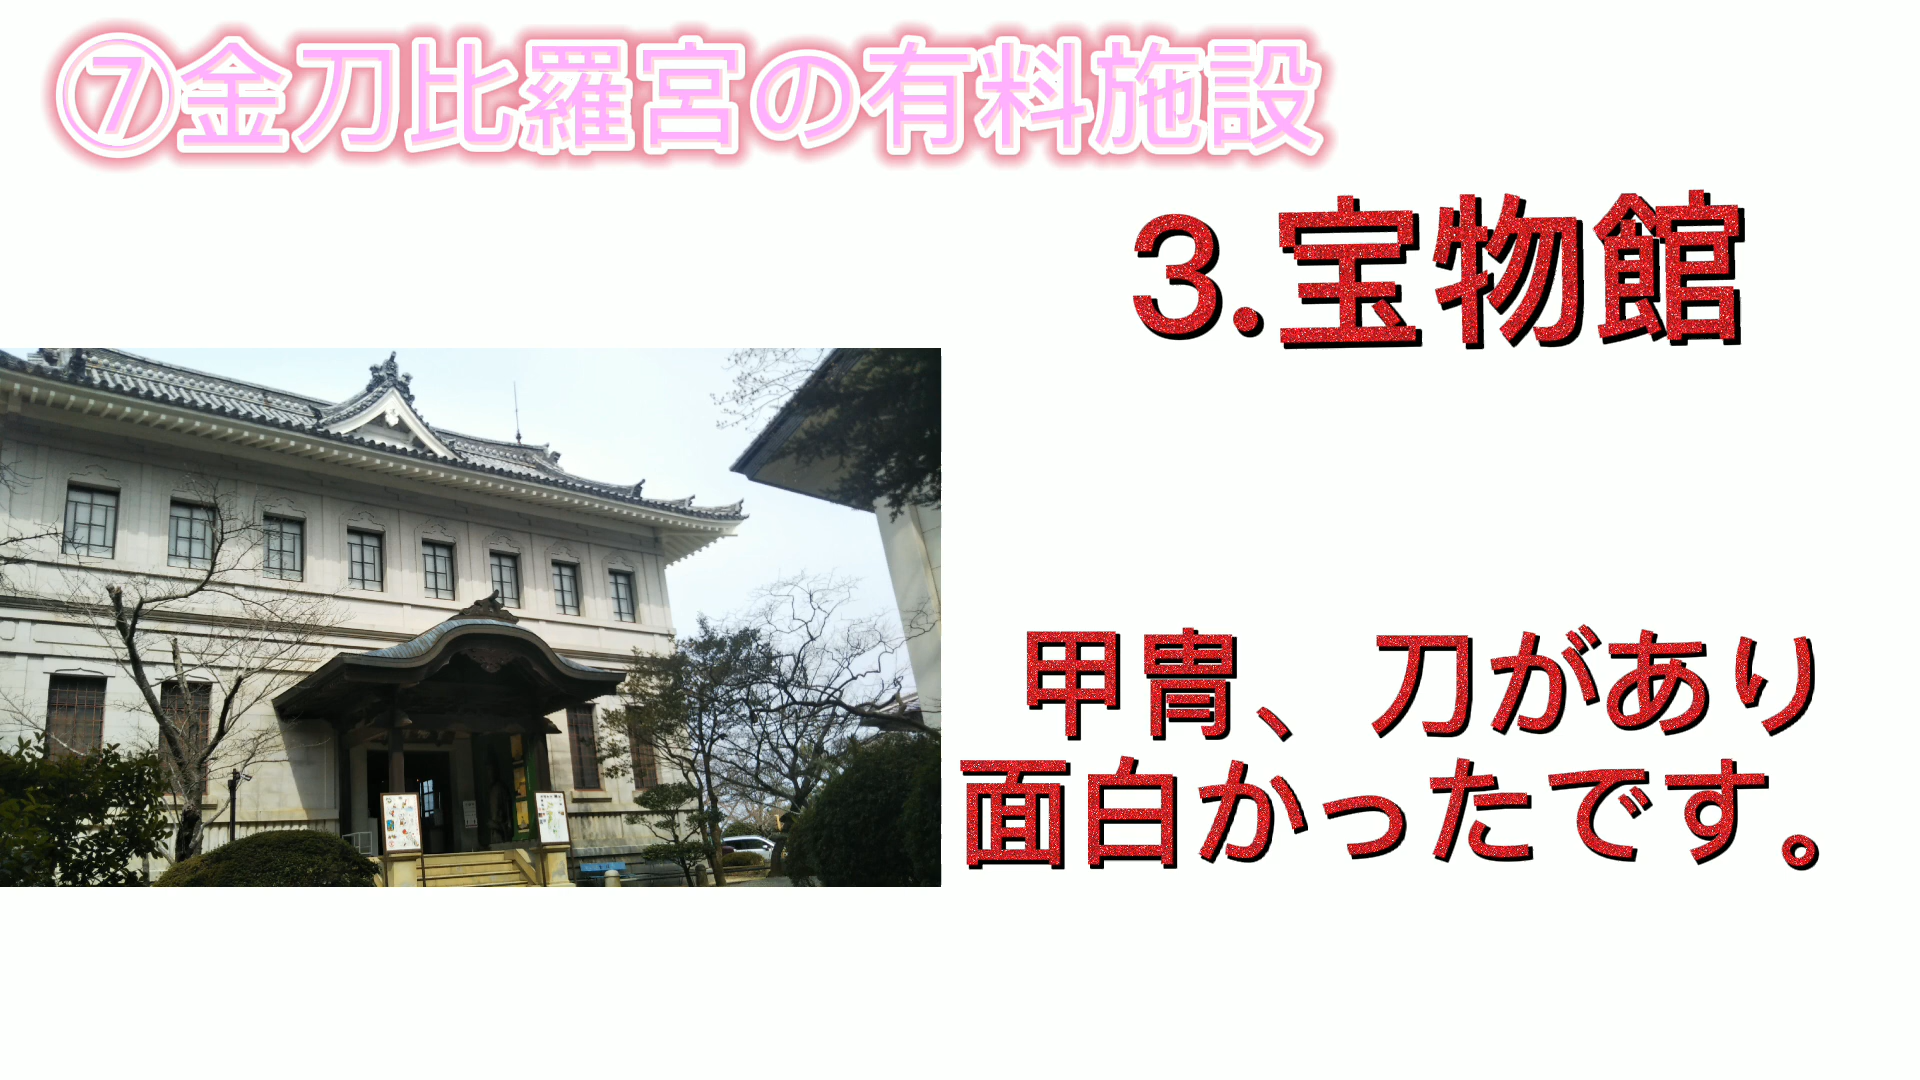 ⑦金刀比羅宮の有料施設
3.宝物館
甲冑、刀があり
面白かったです。